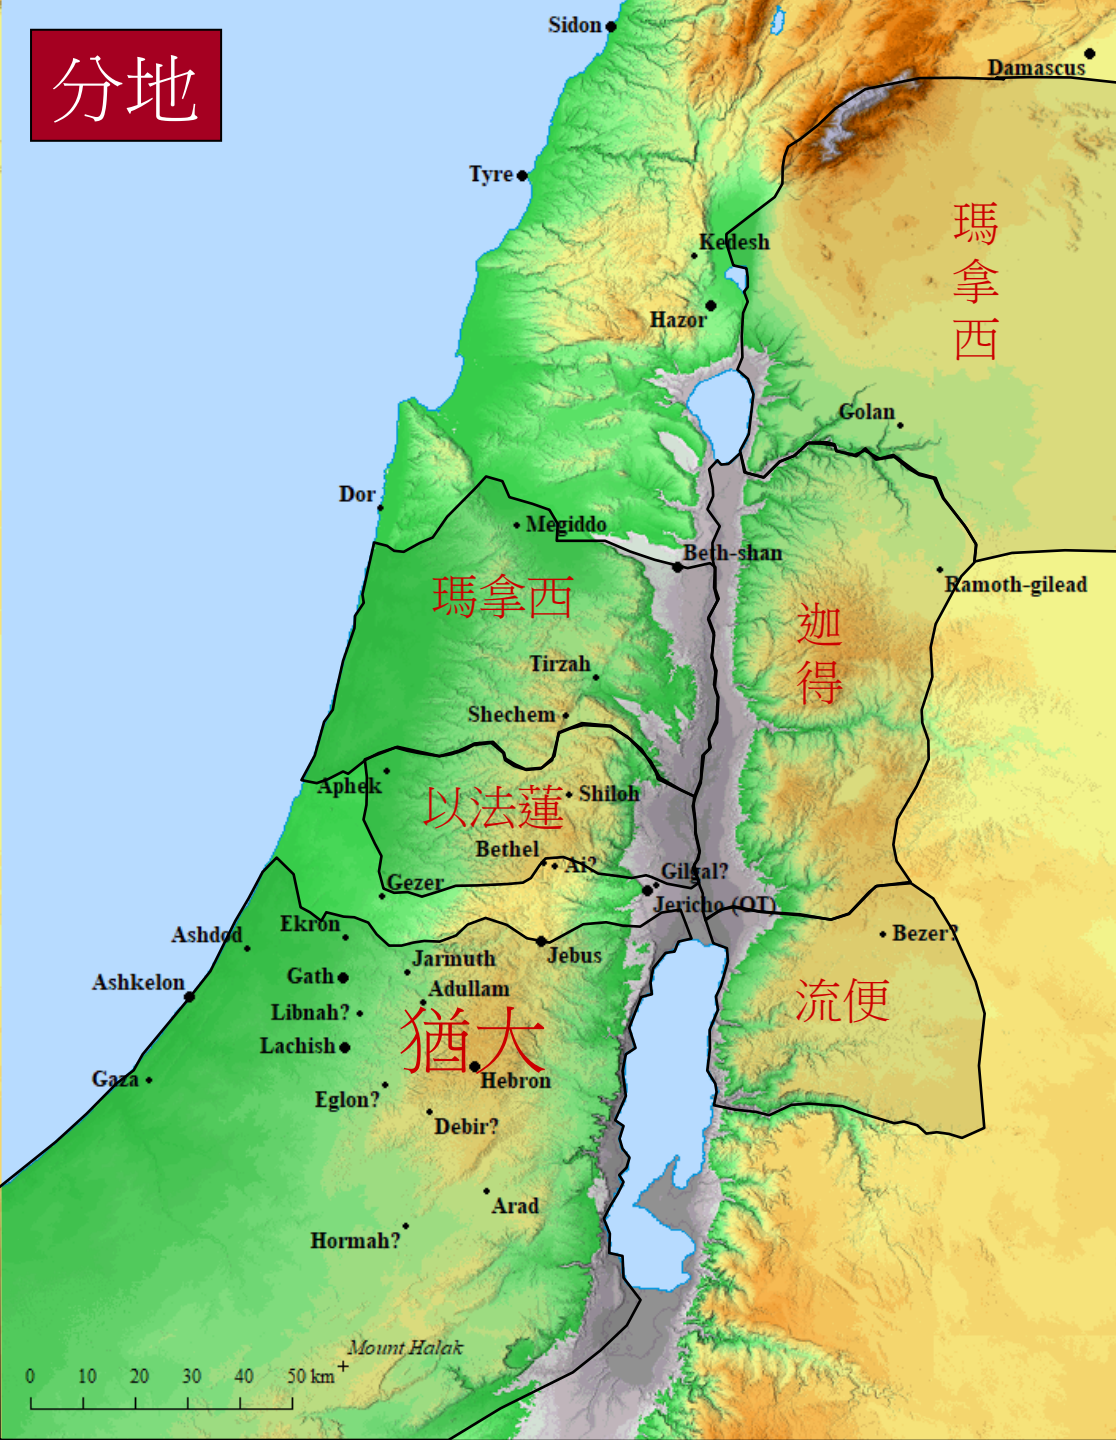 分地
Sidon
Damascus
Tyre
瑪拿西
Kedesh
Hazor
Golan
Dor
Megiddo
Beth-shan
Ramoth-gilead
瑪拿西
迦得
Tirzah
Shechem
Aphek
以法蓮
Shiloh
Bethel
Ai?
Gilgal?
Gezer
Jericho (OT)
Ekron
Ashdod
Bezer?
Jebus
Jarmuth
Gath
Ashkelon
Adullam
流便
Libnah?
猶大
Lachish
Gaza
Hebron
Eglon?
Debir?
Arad
Hormah?
Mount Halak
0 10 20 30 40 50 km